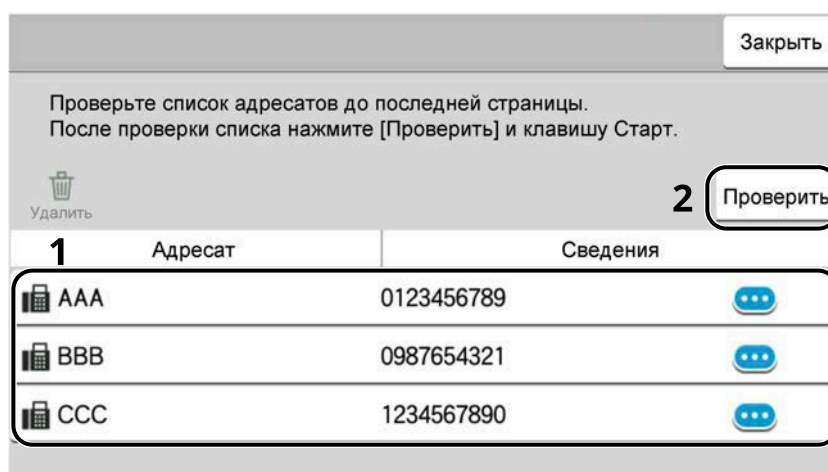 Закрыть
Проверьте список адресатов до последней страницы.
После проверки списка нажмите [Проверить] и клавишу Старт.
Удалить
2 Проверить
1 Адресат Сведения
AAA 0123456789
BBB 0987654321
CCC 1234567890